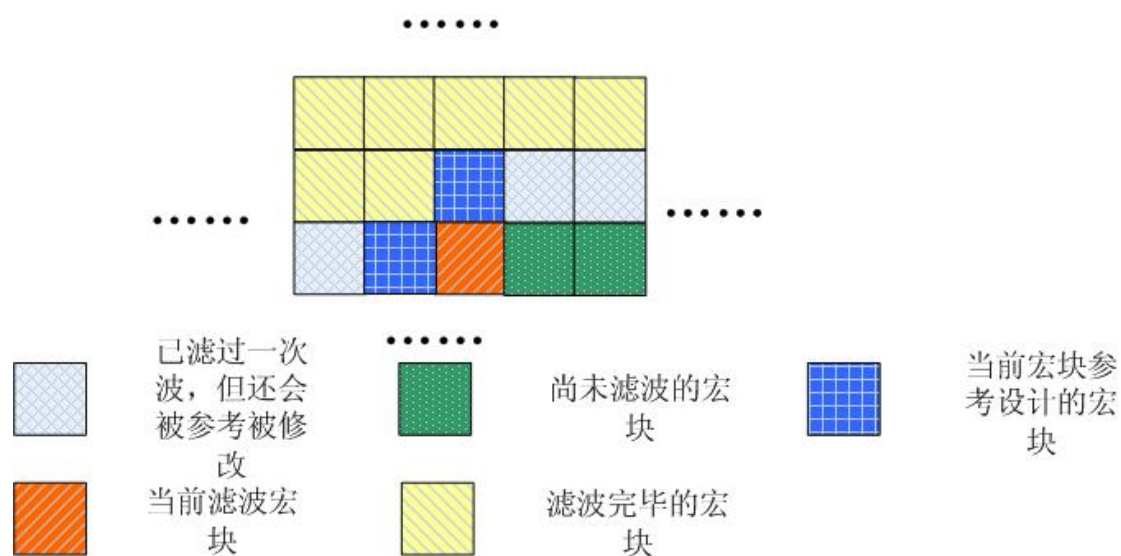 ......
......
......
......
已滤过一次
波，但还会
被参考被修
改
尚未滤波的宏
块
当前宏块参
考设计的宏
块
当前滤波宏
块
滤波完毕的宏
块